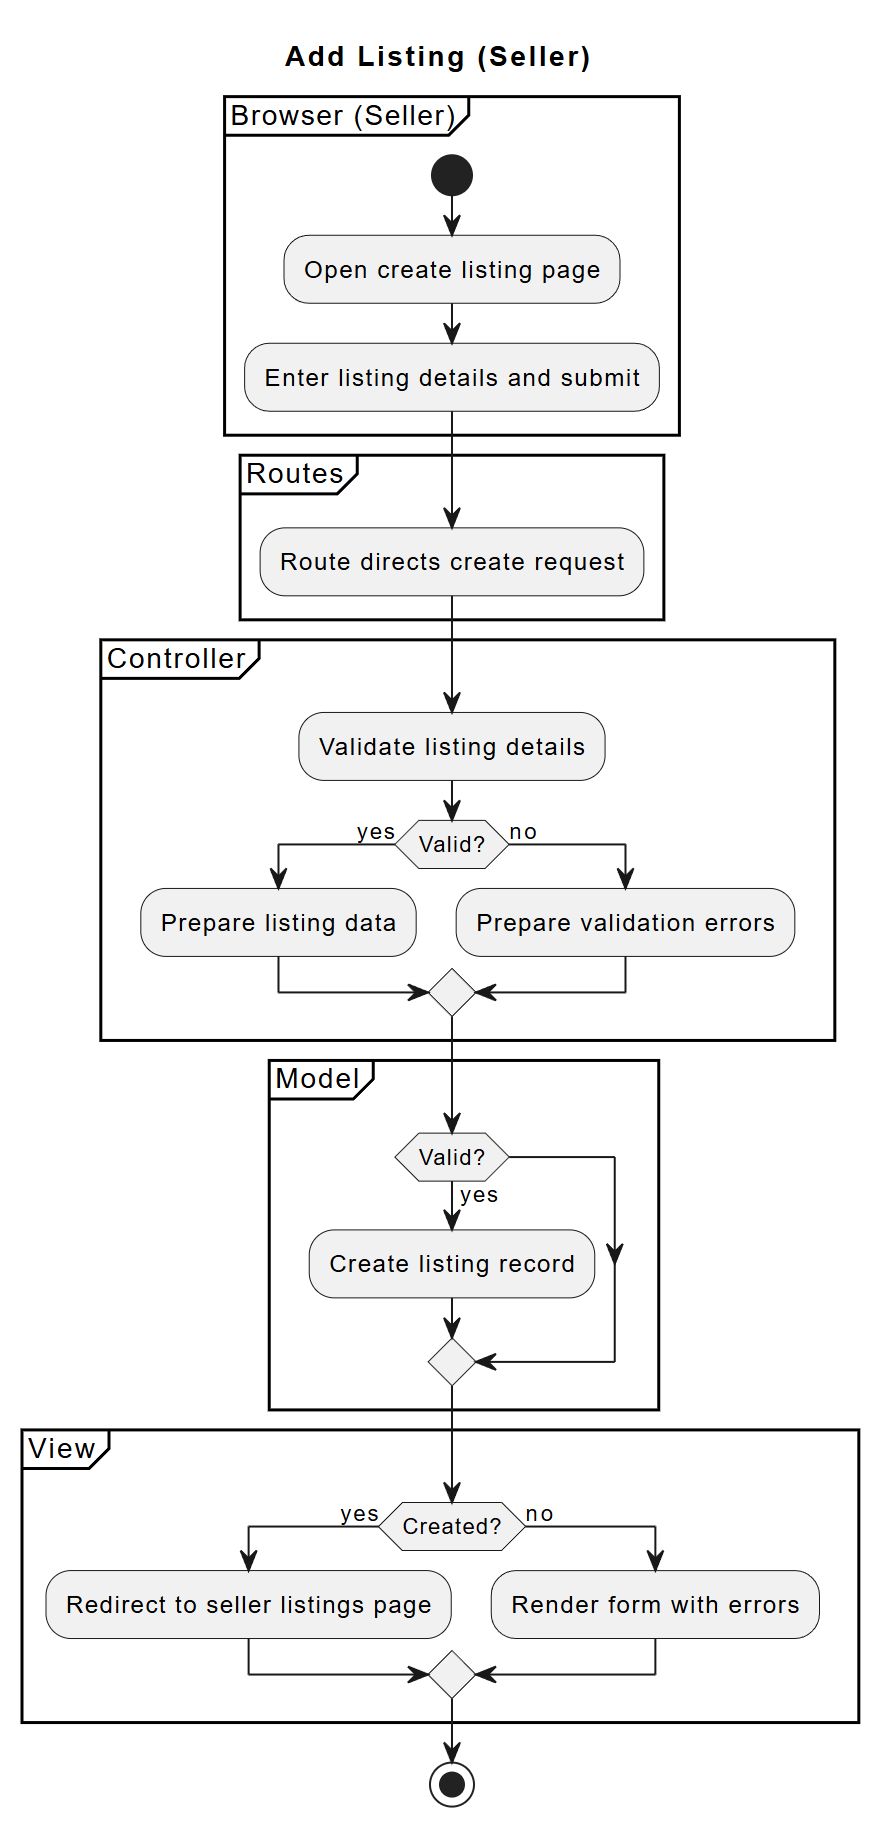 Add Listing (Seller)
Browser (Seller)
Open create listing page
Enter listing details and submit
Routes
Route directs create request
Controller
Validate listing details
yes
Valid?
no
Prepare listing data
Prepare validation errors
Model
Valid?
yes
Create listing record
View
yes
Created?
no
Redirect to seller listings page
Render form with errors